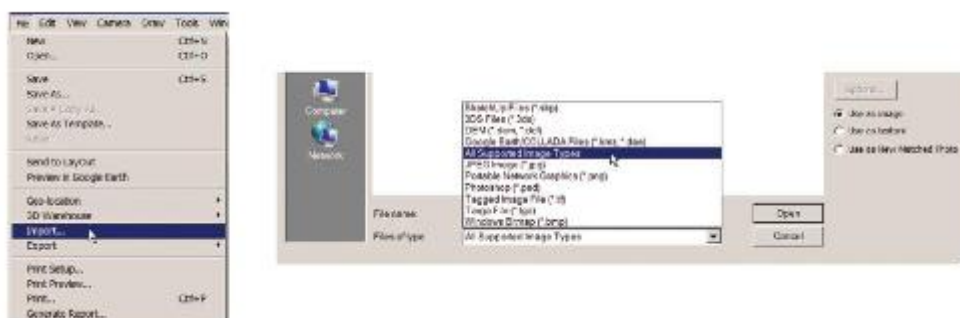 File Edit View Camera Draw Tools Win
New Ctrl+N
Open... Ctrl+O
Save Ctrl+S
Save As...
Save A Copy As...
Save As Template...
Send to LayOut
Preview in Google Earth
Geo-location
3D Warehouse
Import...
Export
Print Setup...
Print Preview...
Print... Ctrl+P
Generate Report...
Computer
Network
SketchUp Files (*.skp)
3DS Files (*.3ds)
DEM (*.dem, *.ddf)
Google Earth/COLLADA Files (*.kmz, *.dae)
All Supported Image Types
JPEG Image (*.jpg)
Portable Network Graphics (*.png)
Photoshop (*.psd)
Tagged Image File (*.tif)
Targa File (*.tga)
Windows Bitmap (*.bmp)
File name:
Files of type: All Supported Image Types
Options...
Use as image
Use as texture
Use as New Matched Photo
Open
Cancel